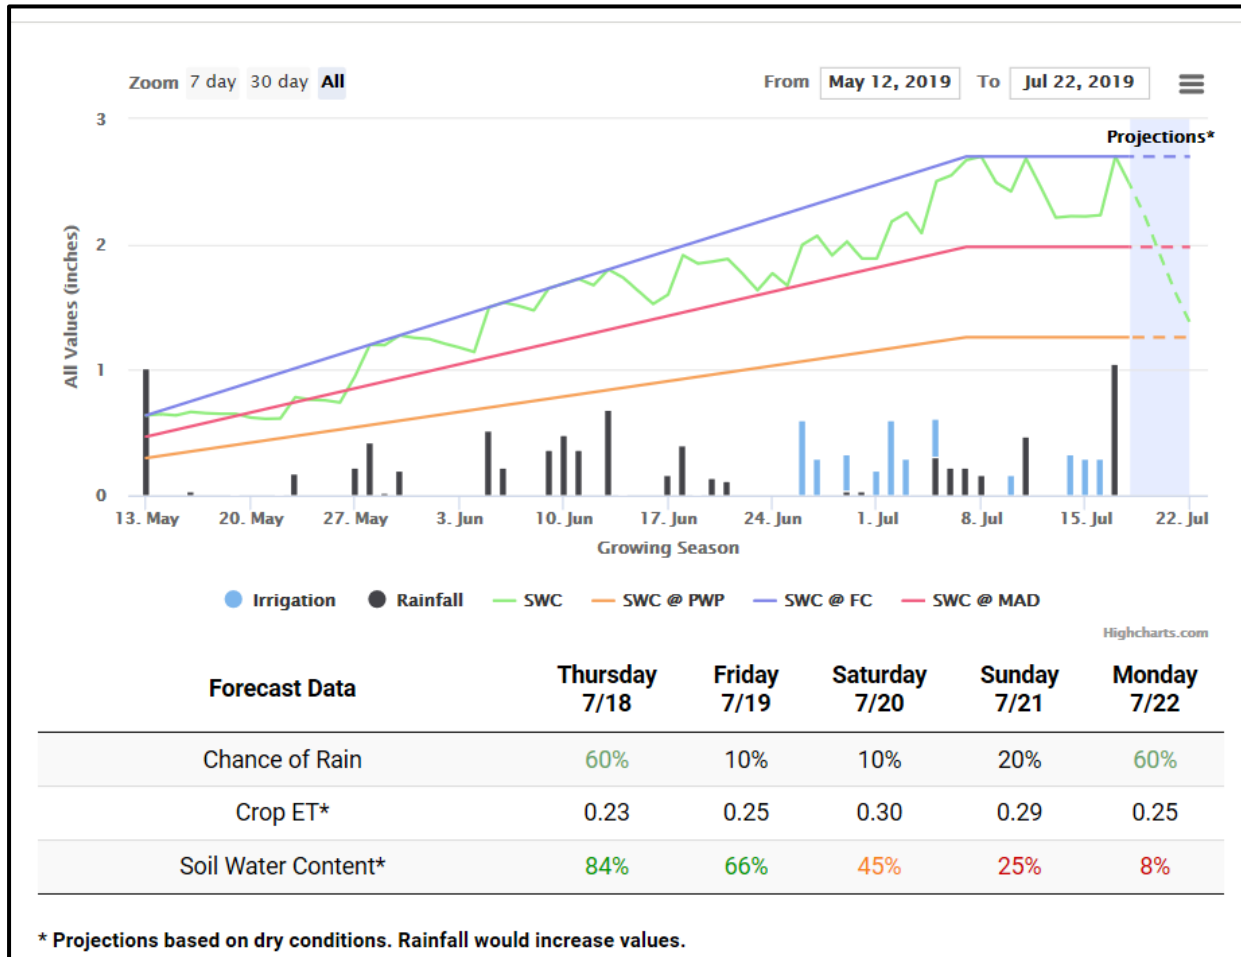 Zoom 7 day 30 day All From May 12, 2019 To Jul 22, 2019
3
Projections*
2
1
0
All Values (inches)
13. May 20. May 27. May 3. Jun 10. Jun 17. Jun 24. Jun 1. Jul 8. Jul 15. Jul 22. Jul
Growing Season
Irrigation Rainfall SWC SWC @ PWP SWC @ FC SWC @ MAD
Highcharts.com
Forecast Data Thursday 7/18 Friday 7/19 Saturday 7/20 Sunday 7/21 Monday 7/22
Chance of Rain 60% 10% 10% 20% 60%
Crop ET* 0.23 0.25 0.30 0.29 0.25
Soil Water Content* 84% 66% 45% 25% 8%
* Projections based on dry conditions. Rainfall would increase values.